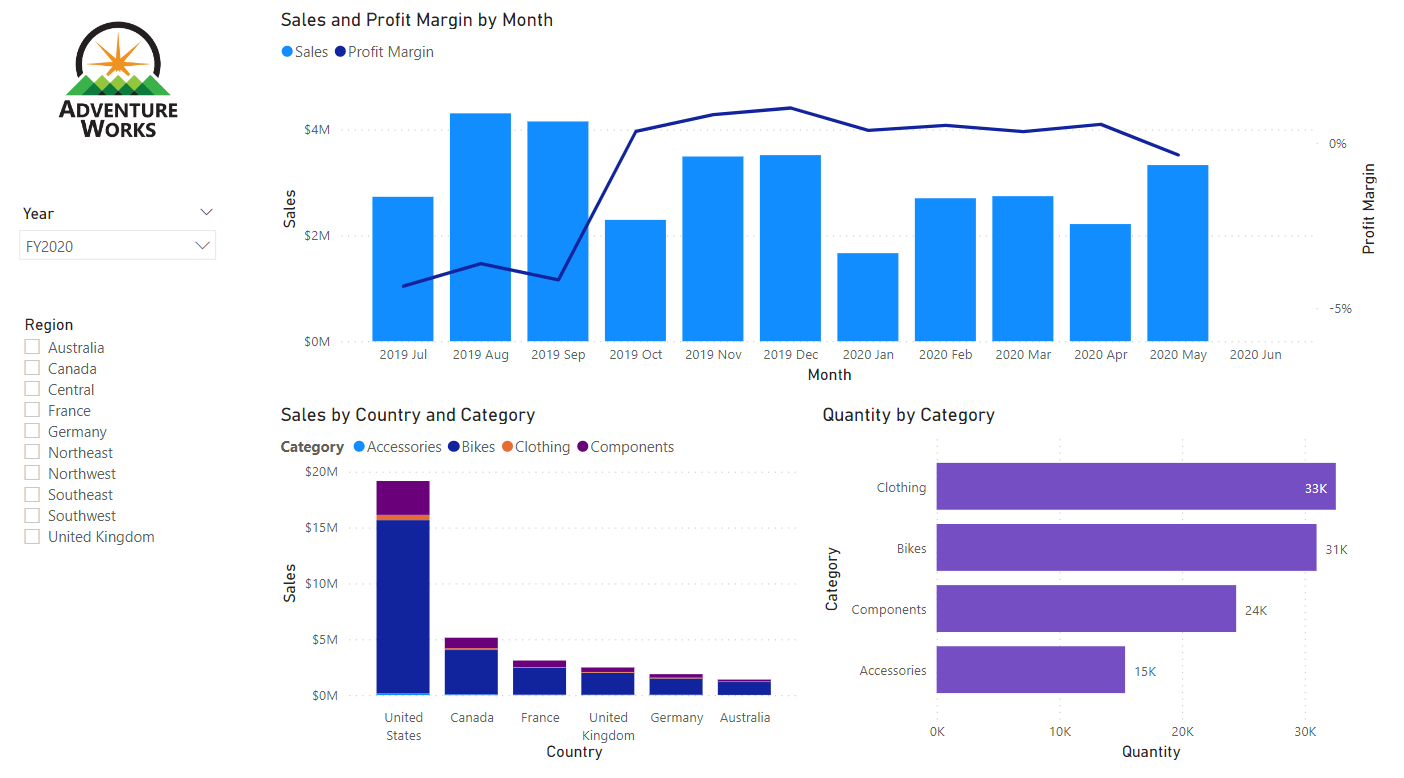 ADVENTURE
WORKS
Year
FY2020
Region
Australia
Canada
Central
France
Germany
Northeast
Northwest
Southeast
Southwest
United Kingdom
Sales and Profit Margin by Month
Sales Profit Margin
Sales
$4M
$2M
$0M
0%
-5%
Profit Margin
2019 Jul 2019 Aug 2019 Sep 2019 Oct 2019 Nov 2019 Dec 2020 Jan 2020 Feb 2020 Mar 2020 Apr 2020 May 2020 Jun
Month
Sales by Country and Category
Category Accessories Bikes Clothing Components
Sales
$20M
$15M
$10M
$5M
$0M
United States
Canada
France
United Kingdom
Germany
Australia
Country
Quantity by Category
Category
Clothing 33K
Bikes 31K
Components 24K
Accessories 15K
0K 10K 20K 30K
Quantity